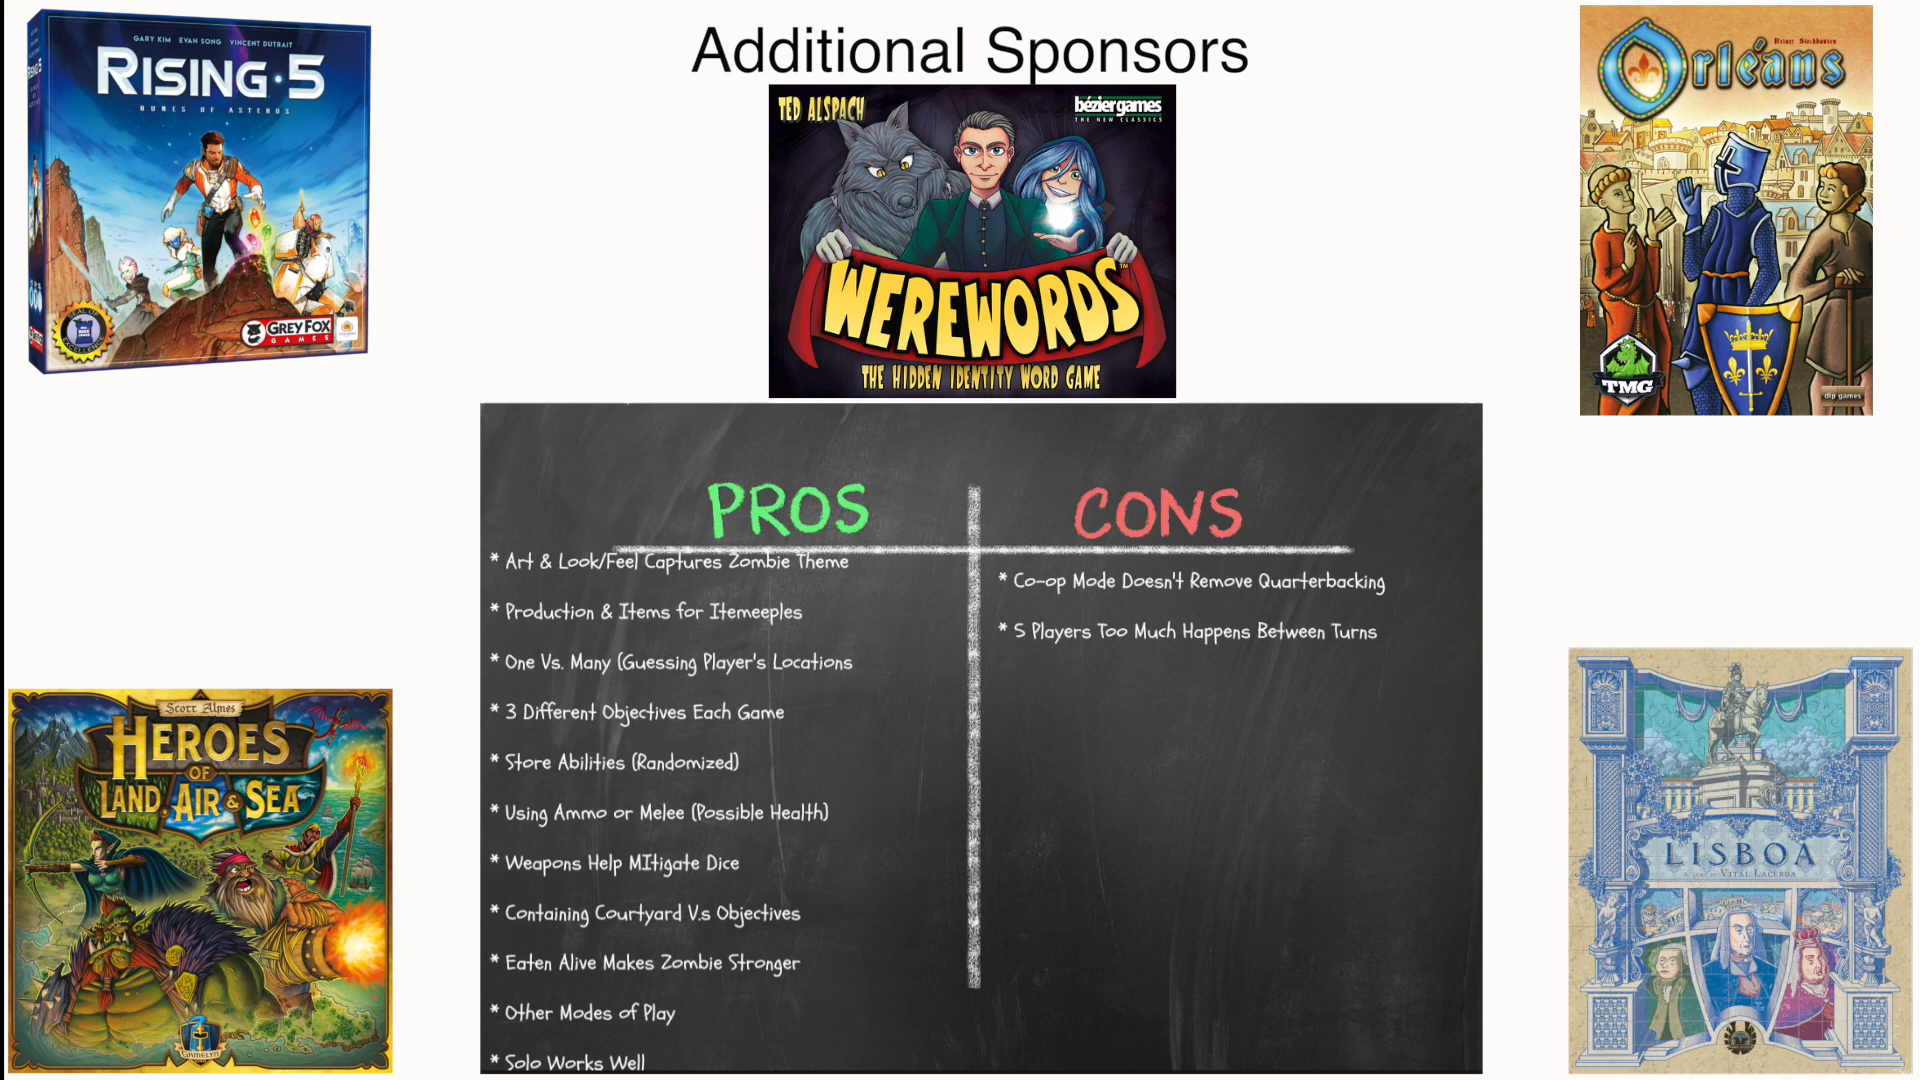 Additional Sponsors
GARY KIM EVAN SONG VINCENT DUTRAIT
RISING·5
RUNES OF ASTEROS
GREY FOX
GAMES
TED ALSPACH
béziergames
THE NEW CLASSICS
WEREWORDS™
THE HIDDEN IDENTITY WORD GAME
Reiner Stockhausen
Orléans
TMG
dlp games
PROS
CONS
* Art & Look/Feel Captures Zombie Theme
* Production & Items for Itemeeples
* One Vs. Many (Guessing Player's Locations
* 3 Different Objectives Each Game
* Store Abilities (Randomized)
* Using Ammo or Melee (Possible Health)
* Weapons Help MItigate Dice
* Containing Courtyard V.s Objectives
* Eaten Alive Makes Zombie Stronger
* Other Modes of Play
* Solo Works Well
* Co-op Mode Doesn't Remove Quarterbacking
* 5 Players Too Much Happens Between Turns
Scott Almes
HEROES
OF
LAND, AIR & SEA
GAMELYN
LISBOA
A GAME BY VITAL LACERDA